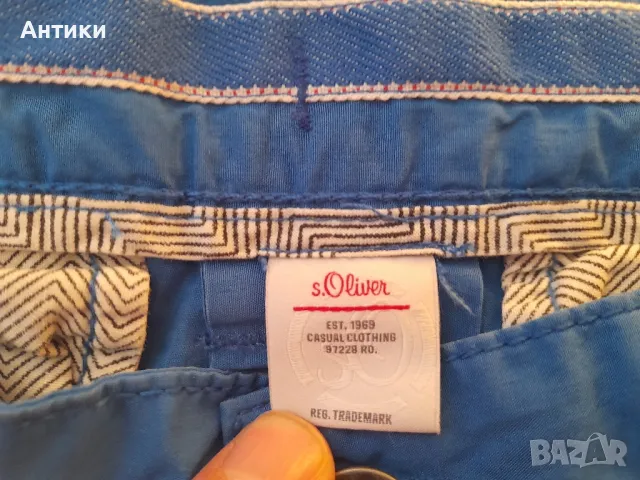 Антики
s.Oliver
EST. 1969
CASUAL CLOTHING
97228 RO.
REG. TRADEMARK
BAZAR